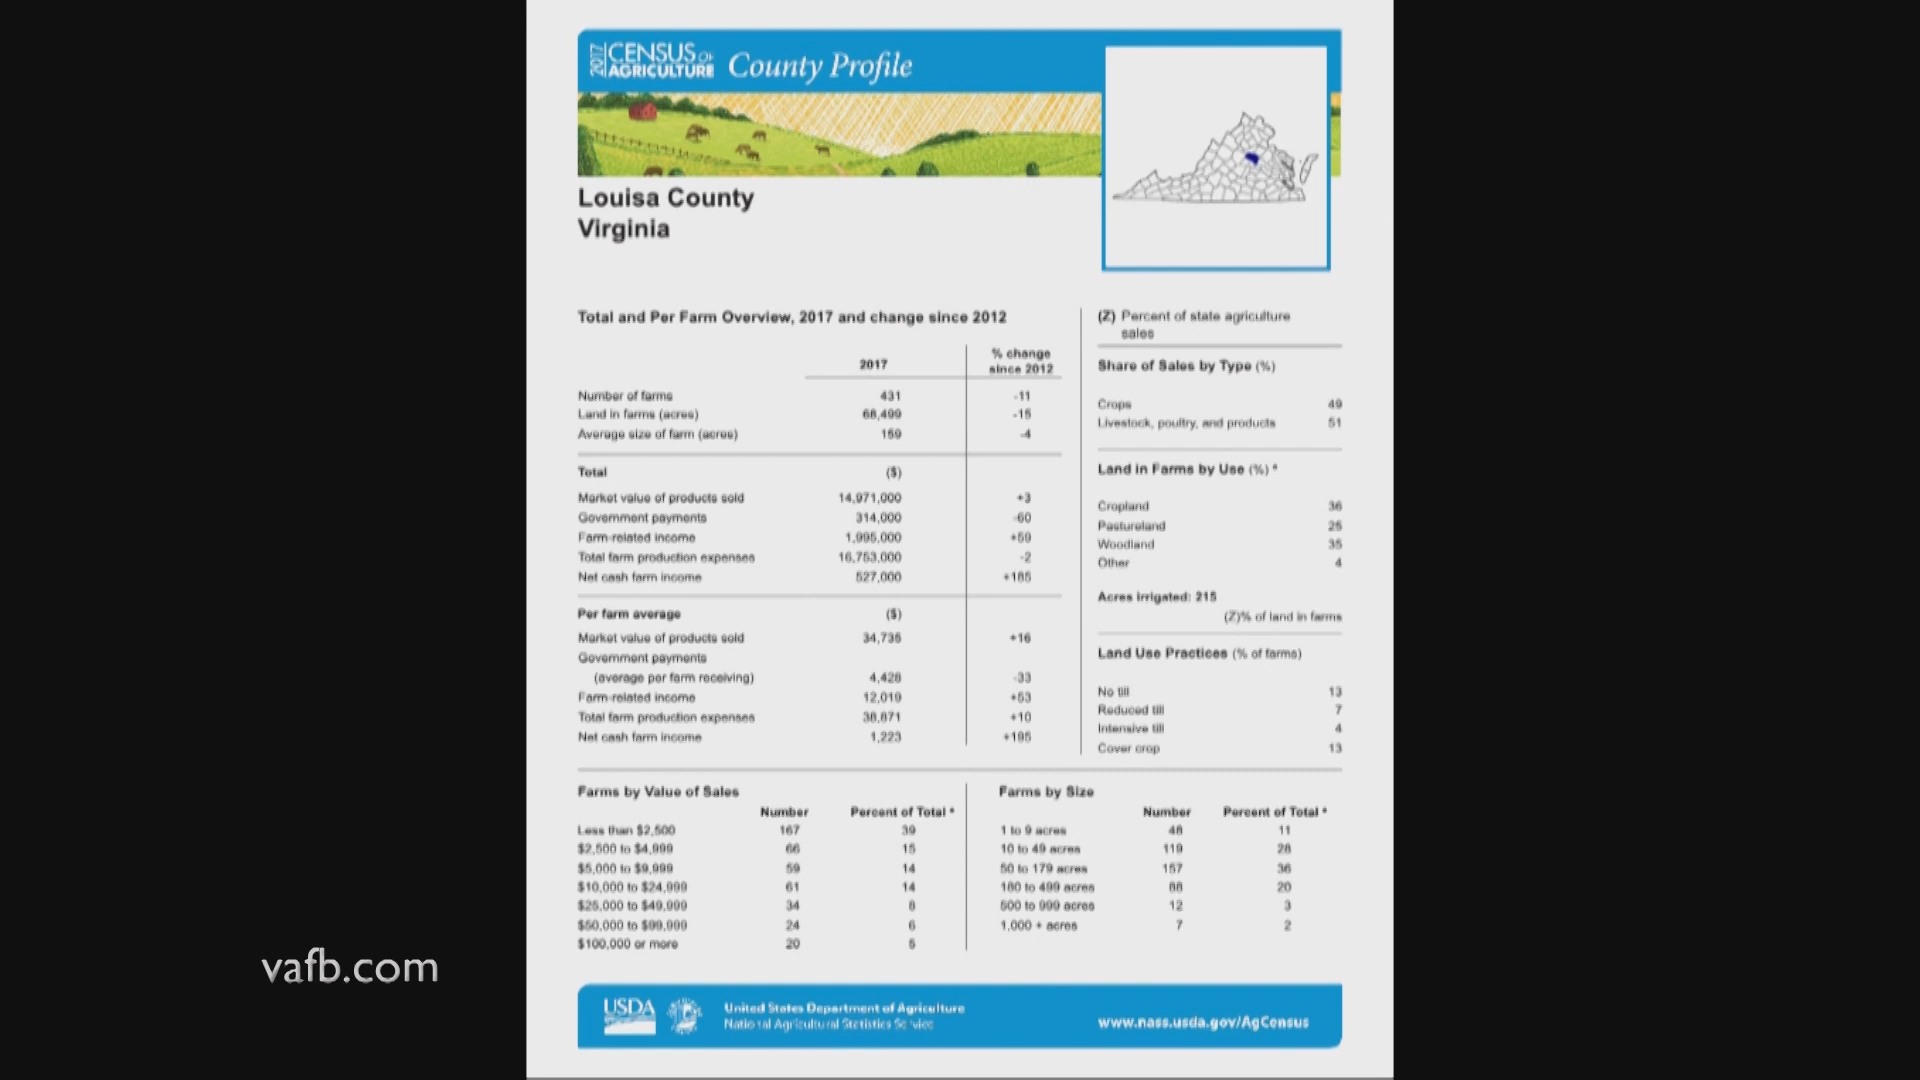 2017 CENSUS OF AGRICULTURE County Profile
Louisa County
Virginia
Total and Per Farm Overview, 2017 and change since 2012
2017 % change since 2012
Number of farms 431 -11
Land in farms (acres) 68,499 -15
Average size of farm (acres) 159 -4
Total ($)
Market value of products sold 14,971,000 +3
Government payments 314,000 -60
Farm-related income 1,995,000 +59
Total farm production expenses 16,753,000 -2
Net cash farm income 527,000 +185
Per farm average ($)
Market value of products sold 34,735 +16
Government payments
(average per farm receiving) 4,428 -33
Farm-related income 12,019 +53
Total farm production expenses 38,871 +10
Net cash farm income 1,223 +195
(Z) Percent of state agriculture
sales
Share of Sales by Type (%)
Crops 49
Livestock, poultry, and products 51
Land in Farms by Use (%) *
Cropland 36
Pastureland 25
Woodland 35
Other 4
Acres irrigated: 215
(Z)% of land in farms
Land Use Practices (% of farms)
No till 13
Reduced till 7
Intensive till 4
Cover crop 13
Farms by Value of Sales
Number Percent of Total *
Less than $2,500 167 39
$2,500 to $4,999 66 15
$5,000 to $9,999 59 14
$10,000 to $24,999 61 14
$25,000 to $49,999 34 8
$50,000 to $99,999 24 6
$100,000 or more 20 5
Farms by Size
Number Percent of Total *
1 to 9 acres 48 11
10 to 49 acres 119 28
50 to 179 acres 157 36
180 to 499 acres 88 20
500 to 999 acres 12 3
1,000 + acres 7 2
vafb.com
USDA
United States Department of Agriculture
National Agricultural Statistics Service
www.nass.usda.gov/AgCensus